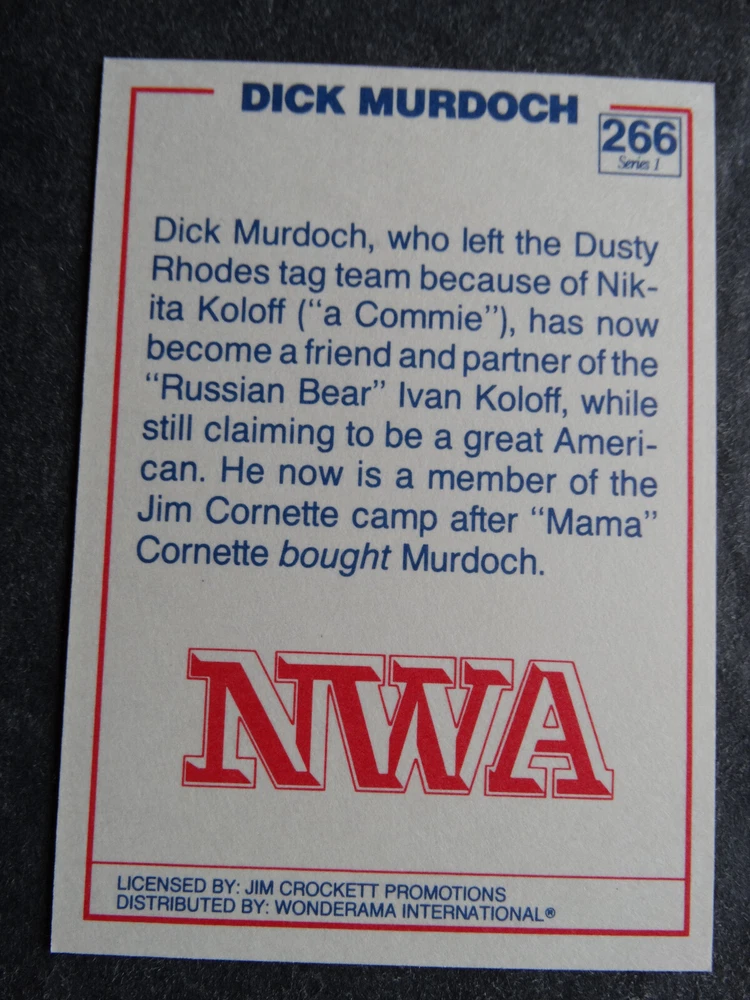 DICK MURDOCH
266
Series 1
Dick Murdoch, who left the Dusty
Rhodes tag team because of Nik-
ita Koloff (“a Commie”), has now
become a friend and partner of the
“Russian Bear” Ivan Koloff, while
still claiming to be a great Ameri-
can. He now is a member of the
Jim Cornette camp after “Mama”
Cornette bought Murdoch.
NWA
LICENSED BY: JIM CROCKETT PROMOTIONS
DISTRIBUTED BY: WONDERAMA INTERNATIONAL®